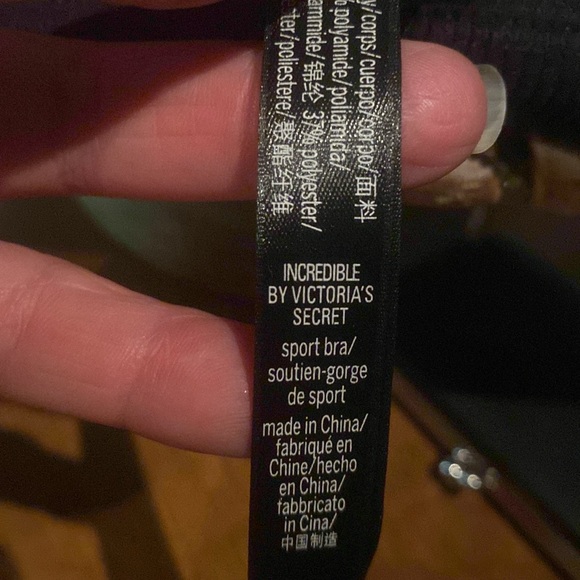 y/corps/cuerpo/corpo/面料
% polyamide/poliamida/
ammide/锦纶 37% polyester/
ster/poliestere/聚酯纤维
INCREDIBLE
BY VICTORIA'S
SECRET
sport bra/
soutien-gorge
de sport
made in China/
fabriqué en
Chine/hecho
en China/
fabbricato
in Cina/
中国制造